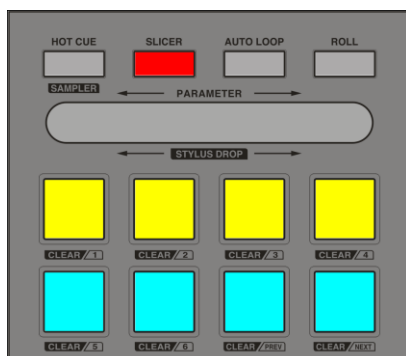 HOT CUE SLICER AUTO LOOP ROLL
SAMPLER PARAMETER
STYLUS DROP
CLEAR/1 CLEAR/2 CLEAR/3 CLEAR/4
CLEAR/5 CLEAR/6 CLEAR/PREV CLEAR/NEXT